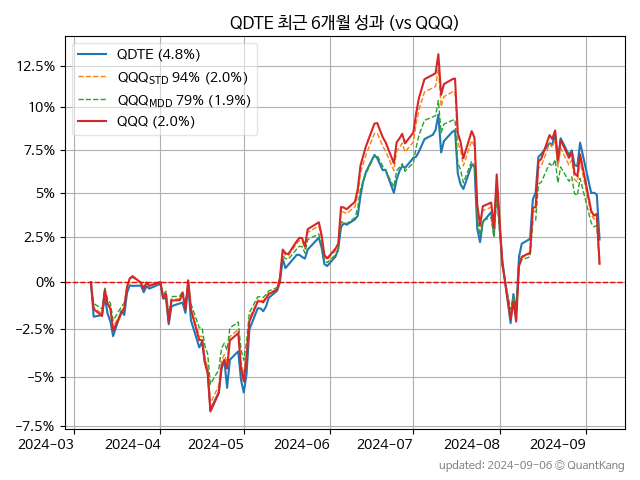 QDTE 최근 6개월 성과 (vs QQQ)
QDTE (4.8%)
QQQSTD 94% (2.0%)
QQQMDD 79% (1.9%)
QQQ (2.0%)
12.5%
10%
7.5%
5%
2.5%
0%
−2.5%
−5%
−7.5%
2024-03 2024-04 2024-05 2024-06 2024-07 2024-08 2024-09
updated: 2024-09-06 © QuantKang